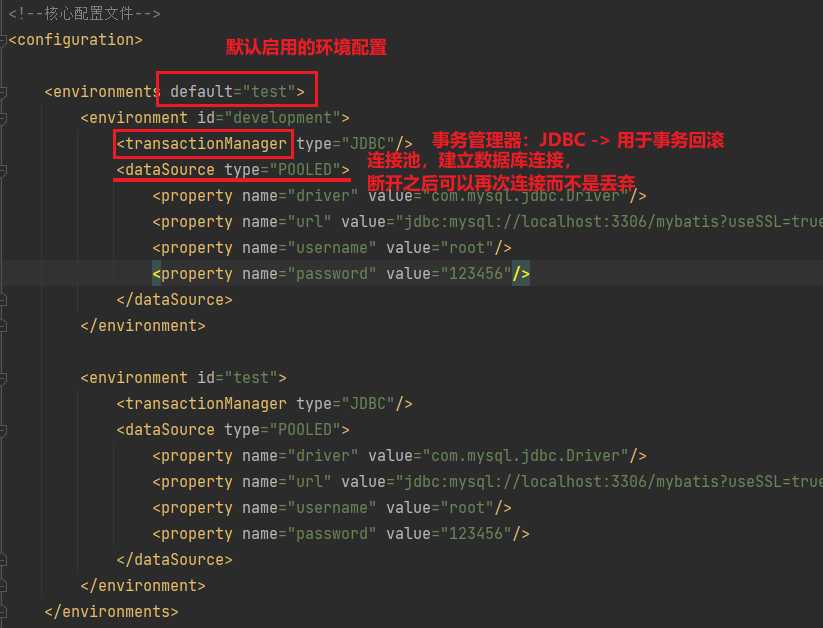 <!--核心配置文件-->
<configuration>
默认启用的环境配置
<environments default="test">
<environment id="development">
<transactionManager type="JDBC"/> 事务管理器：JDBC -> 用于事务回滚
连接池，建立数据库连接，
<dataSource type="POOLED">
断开之后可以再次连接而不是丢弃
<property name="driver" value="com.mysql.jdbc.Driver"/>
<property name="url" value="jdbc:mysql://localhost:3306/mybatis?useSSL=true
<property name="username" value="root"/>
<property name="password" value="123456"/>
</dataSource>
</environment>
<environment id="test">
<transactionManager type="JDBC"/>
<dataSource type="POOLED">
<property name="driver" value="com.mysql.jdbc.Driver"/>
<property name="url" value="jdbc:mysql://localhost:3306/mybatis?useSSL=true
<property name="username" value="root"/>
<property name="password" value="123456"/>
</dataSource>
</environment>
</environments>